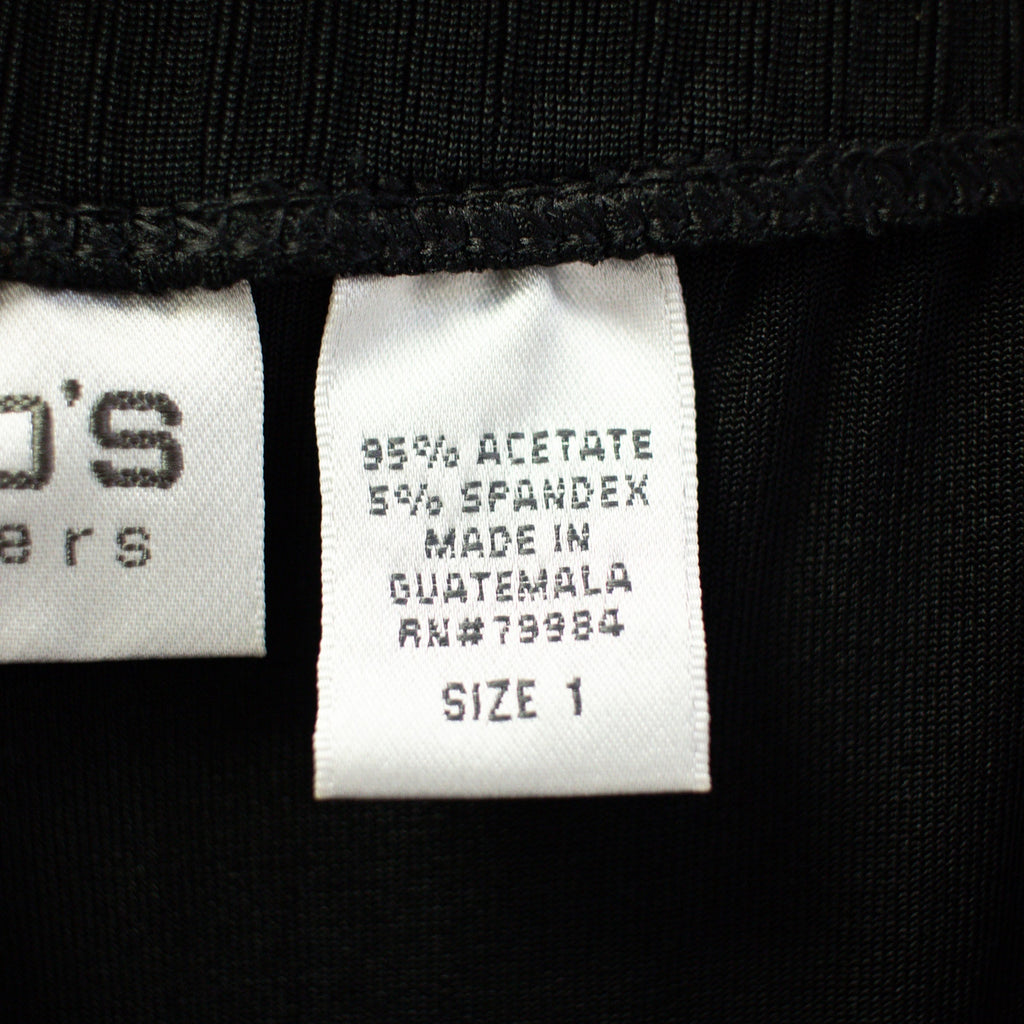 'S
ers
95% ACETATE
5% SPANDEX
MADE IN
GUATEMALA
RN#79984
SIZE 1